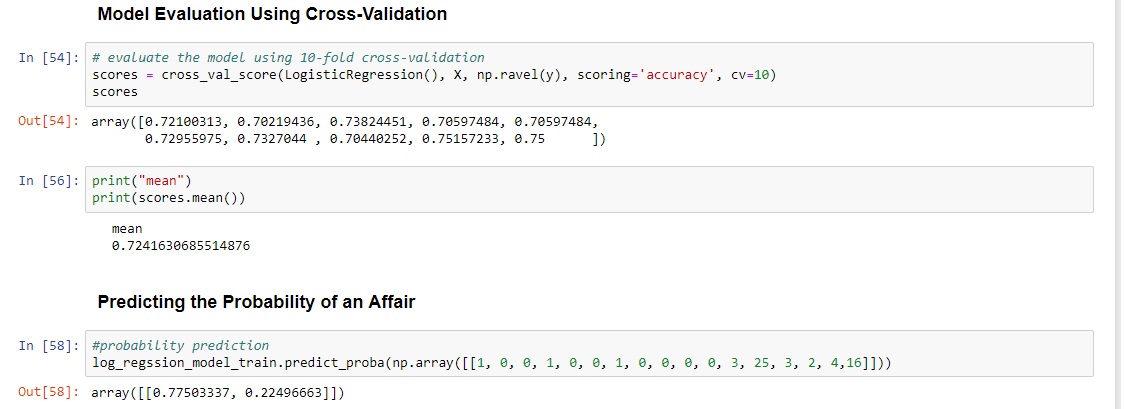 Model Evaluation Using Cross-Validation
In [54]: # evaluate the model using 10-fold cross-validation
scores = cross_val_score(LogisticRegression(), X, np.ravel(y), scoring='accuracy', cv=10)
scores
Out[54]: array([0.72100313, 0.70219436, 0.73824451, 0.70597484, 0.70597484,
0.72955975, 0.7327044 , 0.70440252, 0.75157233, 0.75      ])
In [56]: print("mean")
print(scores.mean())
mean
0.7241630685514876
Predicting the Probability of an Affair
In [58]: #probability prediction
log_regssion_model_train.predict_proba(np.array([[1, 0, 0, 1, 0, 0, 1, 0, 0, 0, 0, 3, 25, 3, 2, 4,16]]))
Out[58]: array([[0.77503337, 0.22496663]])